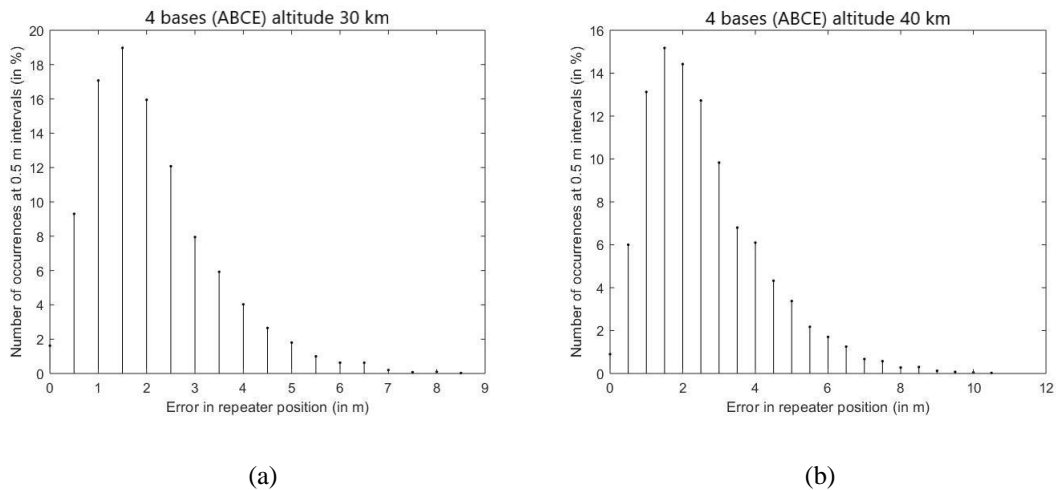 4 bases (ABCE) altitude 30 km
Number of occurrences at 0.5 m intervals (in %)
20
18
16
14
12
10
8
6
4
2
0
0 1 2 3 4 5 6 7 8 9
Error in repeater position (in m)
(a)
4 bases (ABCE) altitude 40 km
Number of occurrences at 0.5 m intervals (in %)
16
14
12
10
8
6
4
2
0
0 2 4 6 8 10 12
Error in repeater position (in m)
(b)